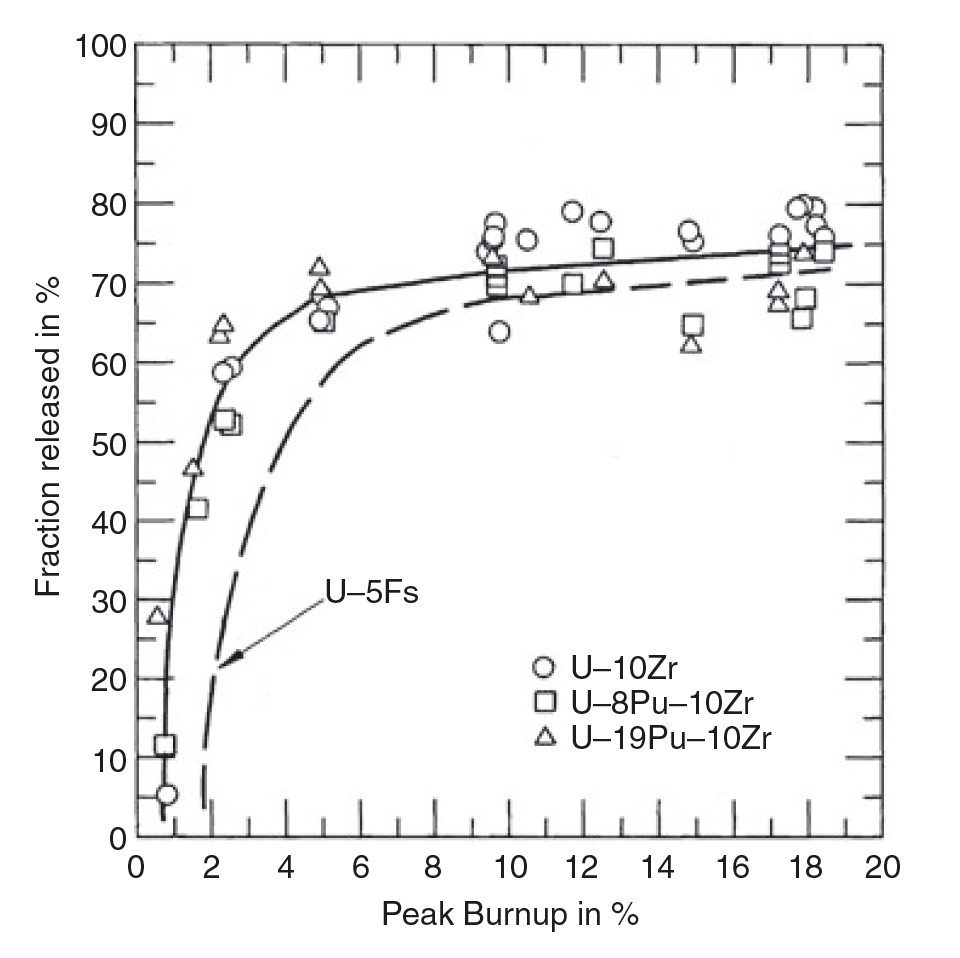 100
90
80
70
60
50
40
30
20
10
0
Fraction released in %
U–5Fs
U–10Zr
U–8Pu–10Zr
U–19Pu–10Zr
0 2 4 6 8 10 12 14 16 18 20
Peak Burnup in %